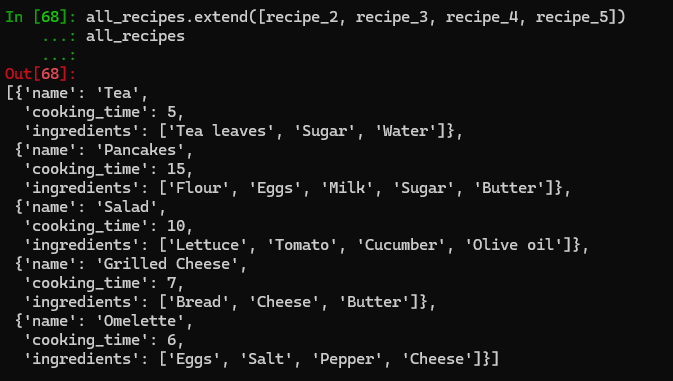 In [68]: all_recipes.extend([recipe_2, recipe_3, recipe_4, recipe_5])
    ...: all_recipes
    ...:
Out[68]:
[{'name': 'Tea',
  'cooking_time': 5,
  'ingredients': ['Tea leaves', 'Sugar', 'Water']},
 {'name': 'Pancakes',
  'cooking_time': 15,
  'ingredients': ['Flour', 'Eggs', 'Milk', 'Sugar', 'Butter']},
 {'name': 'Salad',
  'cooking_time': 10,
  'ingredients': ['Lettuce', 'Tomato', 'Cucumber', 'Olive oil']},
 {'name': 'Grilled Cheese',
  'cooking_time': 7,
  'ingredients': ['Bread', 'Cheese', 'Butter']},
 {'name': 'Omelette',
  'cooking_time': 6,
  'ingredients': ['Eggs', 'Salt', 'Pepper', 'Cheese']}]